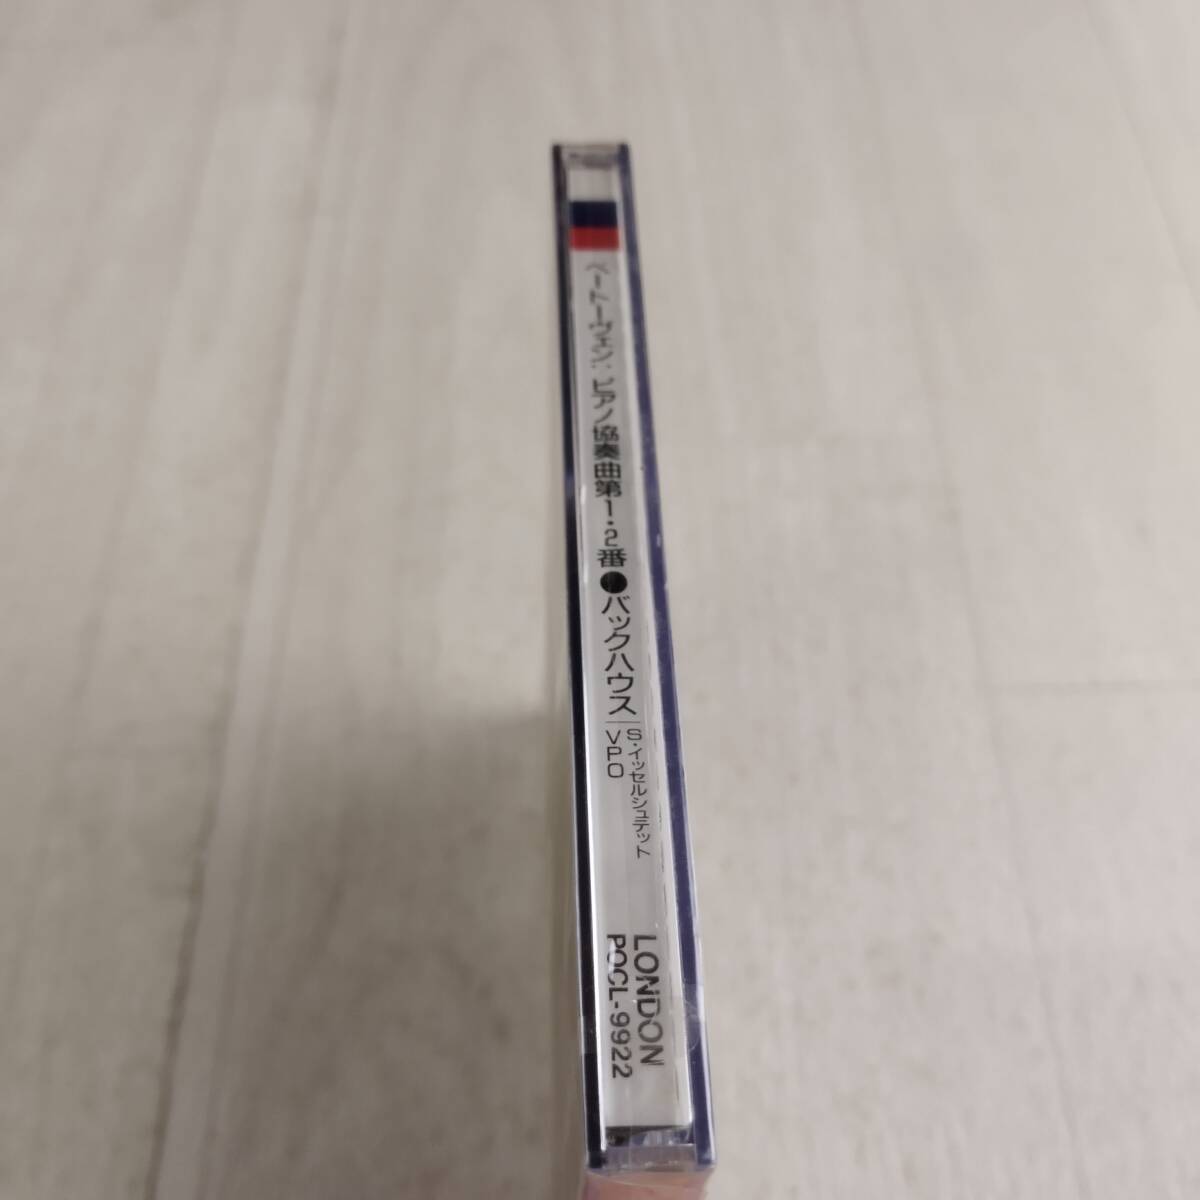 ベートーヴェン:ピアノ協奏曲第1・2番●バックハウス
S・イッセルシュテット
VPO
LONDON
POCL-9922